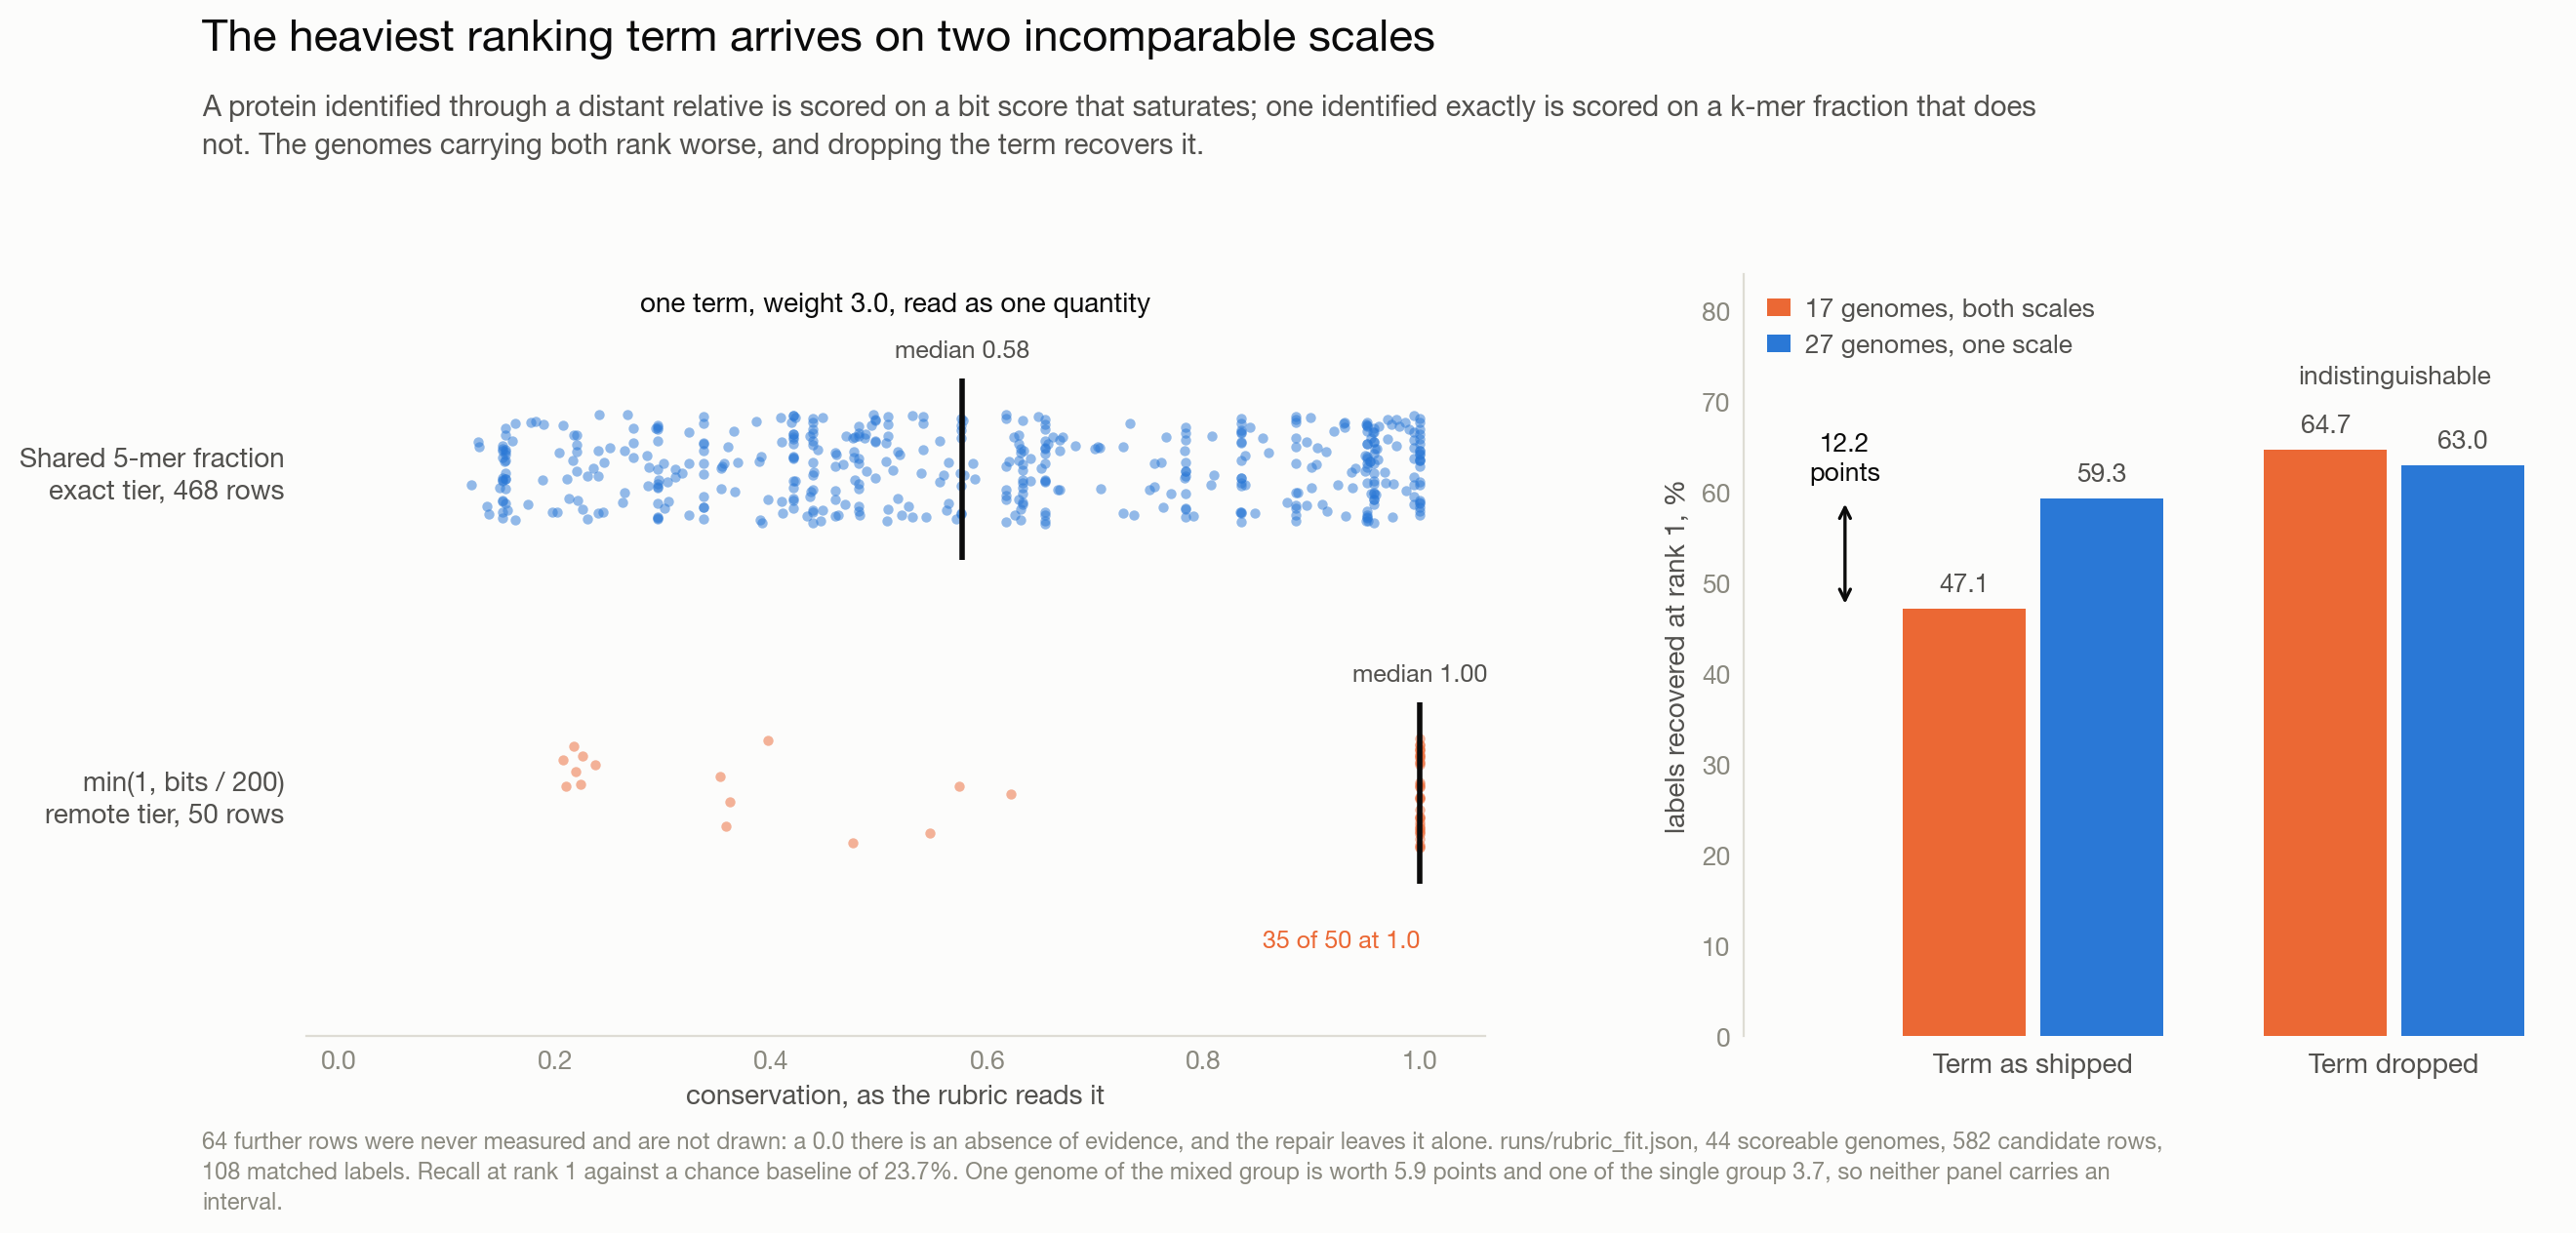 The heaviest ranking term arrives on two incomparable scales
A protein identified through a distant relative is scored on a bit score that saturates; one identified exactly is scored on a k-mer fraction that does
not. The genomes carrying both rank worse, and dropping the term recovers it.
one term, weight 3.0, read as one quantity
median 0.58
Shared 5-mer fraction
exact tier, 468 rows
median 1.00
min(1, bits / 200)
remote tier, 50 rows
35 of 50 at 1.0
0.0 0.2 0.4 0.6 0.8 1.0
conservation, as the rubric reads it
labels recovered at rank 1, %
80
70
60
50
40
30
20
10
0
17 genomes, both scales
27 genomes, one scale
12.2
points
47.1
59.3
indistinguishable
64.7
63.0
Term as shipped
Term dropped
64 further rows were never measured and are not drawn: a 0.0 there is an absence of evidence, and the repair leaves it alone. runs/rubric_fit.json, 44 scoreable genomes, 582 candidate rows,
108 matched labels. Recall at rank 1 against a chance baseline of 23.7%. One genome of the mixed group is worth 5.9 points and one of the single group 3.7, so neither panel carries an
interval.